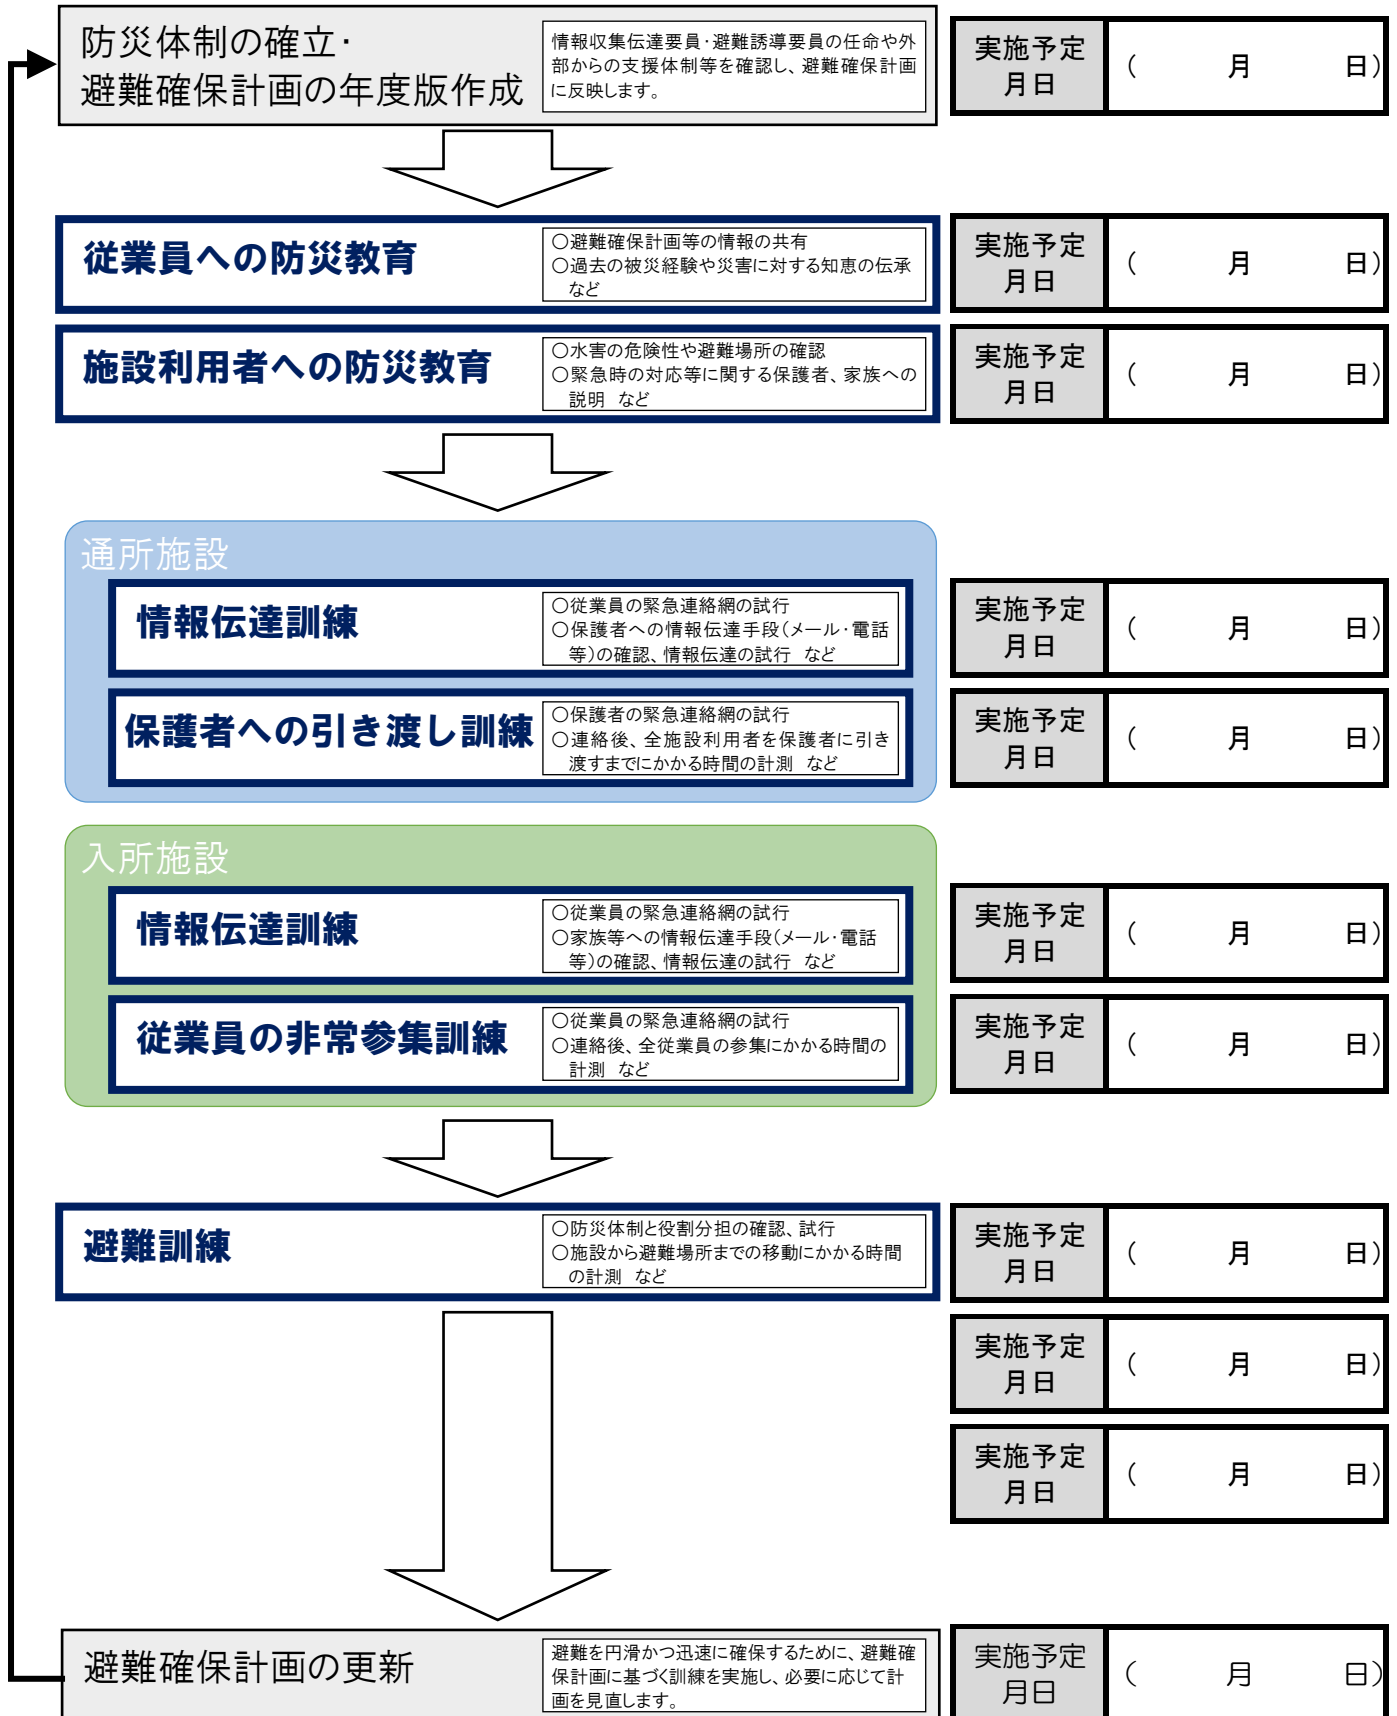 防災体制の確立・
避難確保計画の年度版作成
情報収集伝達要員・避難誘導要員の任命や外
部からの支援体制等を確認し、避難確保計画
に反映します。
実施予定
月日
（　月　日）
従業員への防災教育
○避難確保計画等の情報の共有
○過去の被災経験や災害に対する知恵の伝承
など
実施予定
月日
（　月　日）
施設利用者への防災教育
○水害の危険性や避難場所の確認
○緊急時の対応等に関する保護者、家族への
説明　など
実施予定
月日
（　月　日）
通所施設
情報伝達訓練
○従業員の緊急連絡網の試行
○保護者への情報伝達手段（メール・電話
等）の確認、情報伝達の試行　など
実施予定
月日
（　月　日）
保護者への引き渡し訓練
○保護者の緊急連絡網の試行
○連絡後、全施設利用者を保護者に引き
渡すまでにかかる時間の計測　など
実施予定
月日
（　月　日）
入所施設
情報伝達訓練
○従業員の緊急連絡網の試行
○家族等への情報伝達手段（メール・電話
等）の確認、情報伝達の試行　など
実施予定
月日
（　月　日）
従業員の非常参集訓練
○従業員の緊急連絡網の試行
○連絡後、全従業員の参集にかかる時間の
計測　など
実施予定
月日
（　月　日）
避難訓練
○防災体制と役割分担の確認、試行
○施設から避難場所までの移動にかかる時間
の計測　など
実施予定
月日
（　月　日）
実施予定
月日
（　月　日）
実施予定
月日
（　月　日）
避難確保計画の更新
避難を円滑かつ迅速に確保するために、避難確
保計画に基づく訓練を実施し、必要に応じて計
画を見直します。
実施予定
月日
（　月　日）